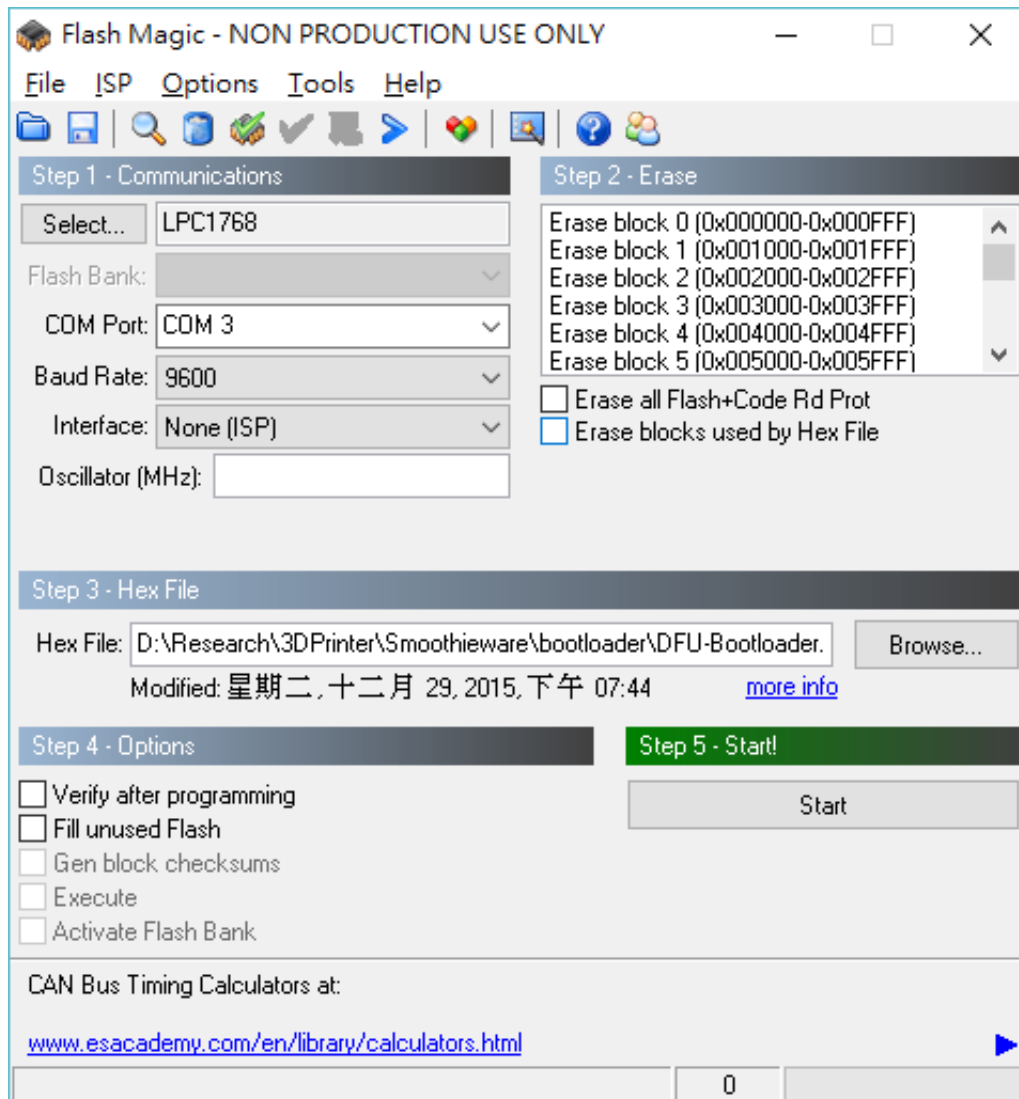 Flash Magic - NON PRODUCTION USE ONLY
File ISP Options Tools Help
Step 1 - Communications
Select... LPC1768
Flash Bank:
COM Port: COM 3
Baud Rate: 9600
Interface: None (ISP)
Oscillator (MHz):
Step 2 - Erase
Erase block 0 (0x000000-0x000FFF)
Erase block 1 (0x001000-0x001FFF)
Erase block 2 (0x002000-0x002FFF)
Erase block 3 (0x003000-0x003FFF)
Erase block 4 (0x004000-0x004FFF)
Erase block 5 (0x005000-0x005FFF)
Erase all Flash+Code Rd Prot
Erase blocks used by Hex File
Step 3 - Hex File
Hex File: D:\Research\3DPrinter\Smoothieware\bootloader\DFU-Bootloader. Browse...
Modified: 星期二, 十二月 29, 2015, 下午 07:44 more info
Step 4 - Options
Verify after programming
Fill unused Flash
Gen block checksums
Execute
Activate Flash Bank
Step 5 - Start!
Start
CAN Bus Timing Calculators at:
www.esacademy.com/en/library/calculators.html
0